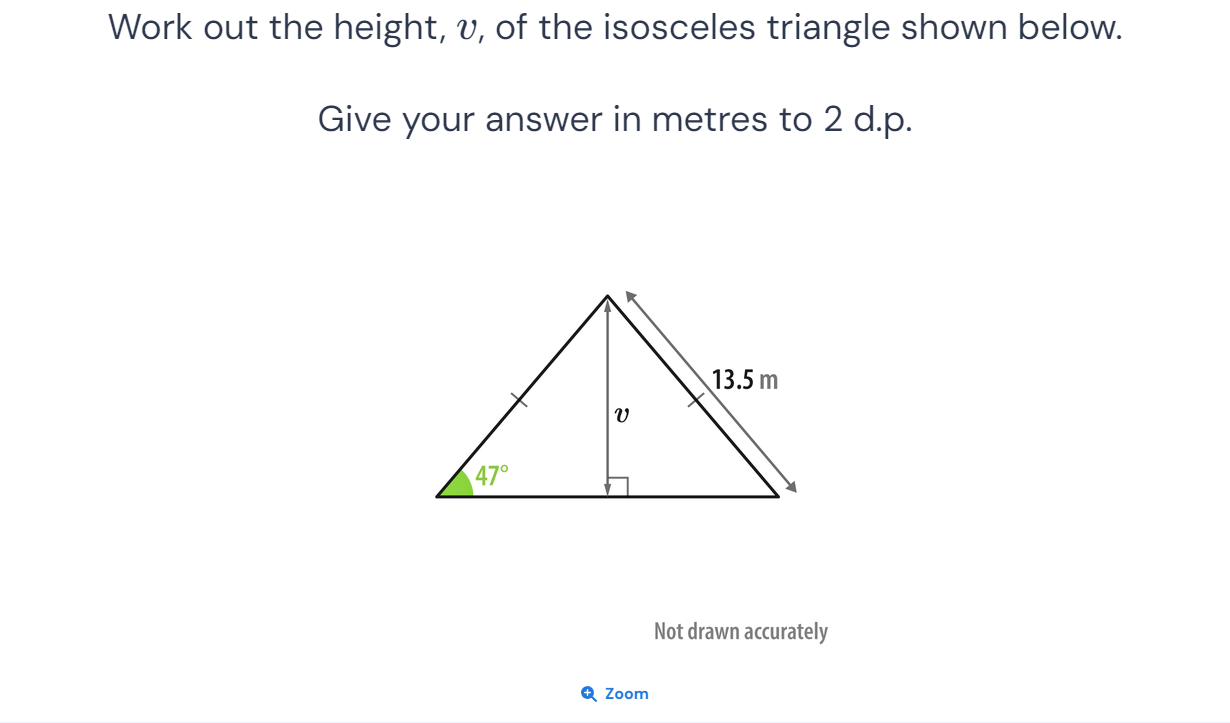 Work out the height, v, of the isosceles triangle shown below.
Give your answer in metres to 2 d.p.
13.5 m
v
47°
Not drawn accurately
Zoom